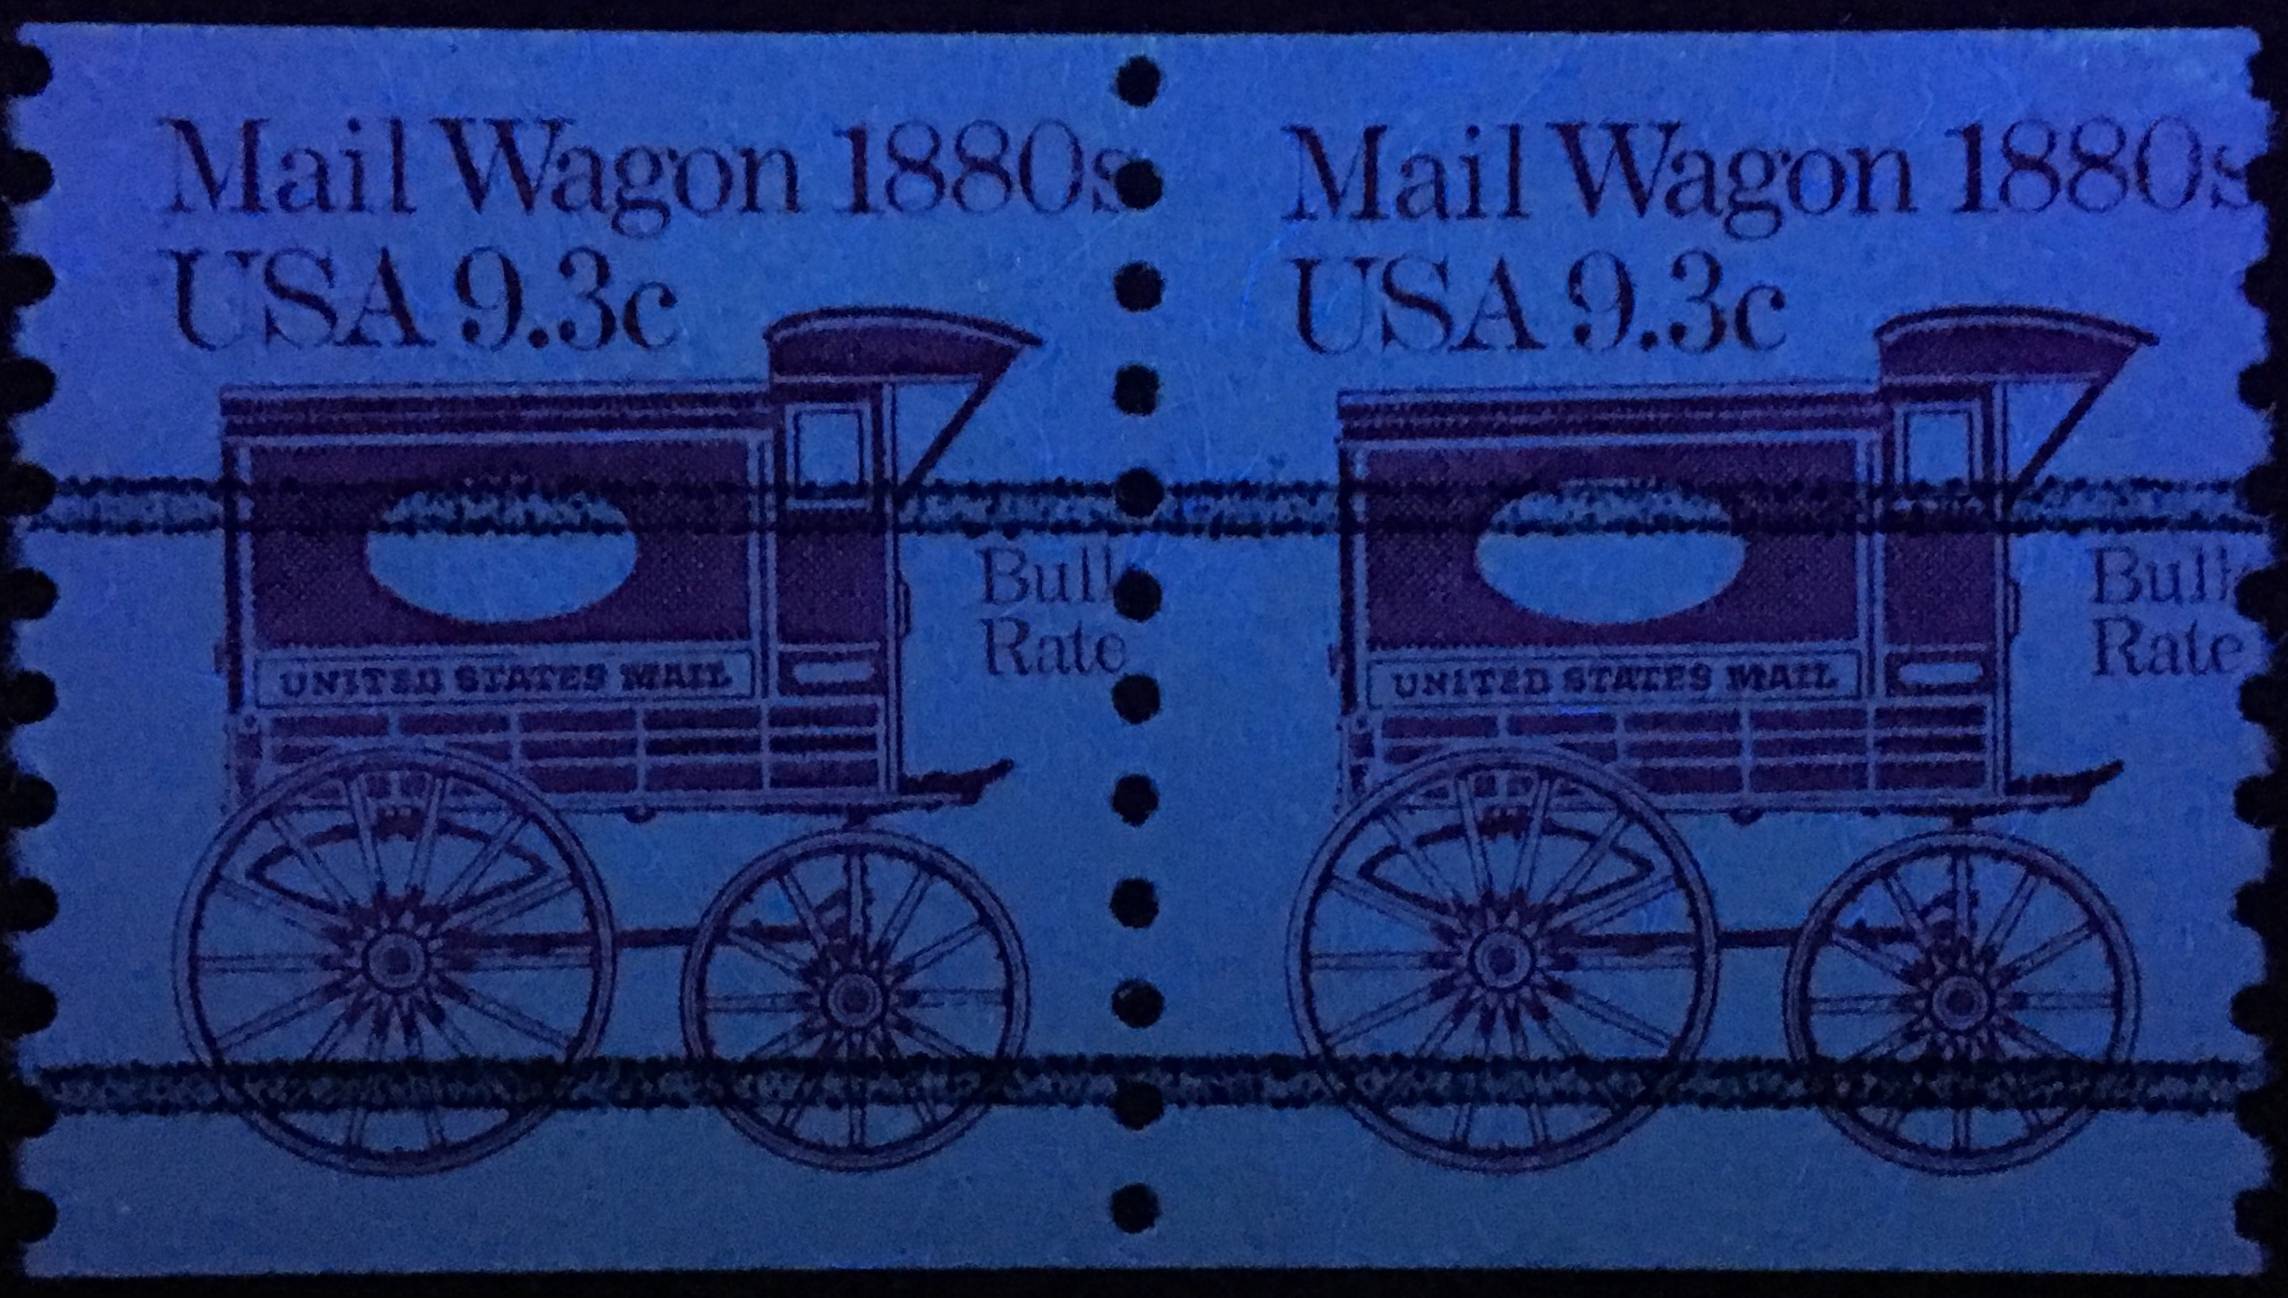 Mail Wagon 1880s
USA 9.3c
Bulk
Rate
UNITED STATES MAIL
Mail Wagon 1880s
USA 9.3c
Bulk
Rate
UNITED STATES MAIL